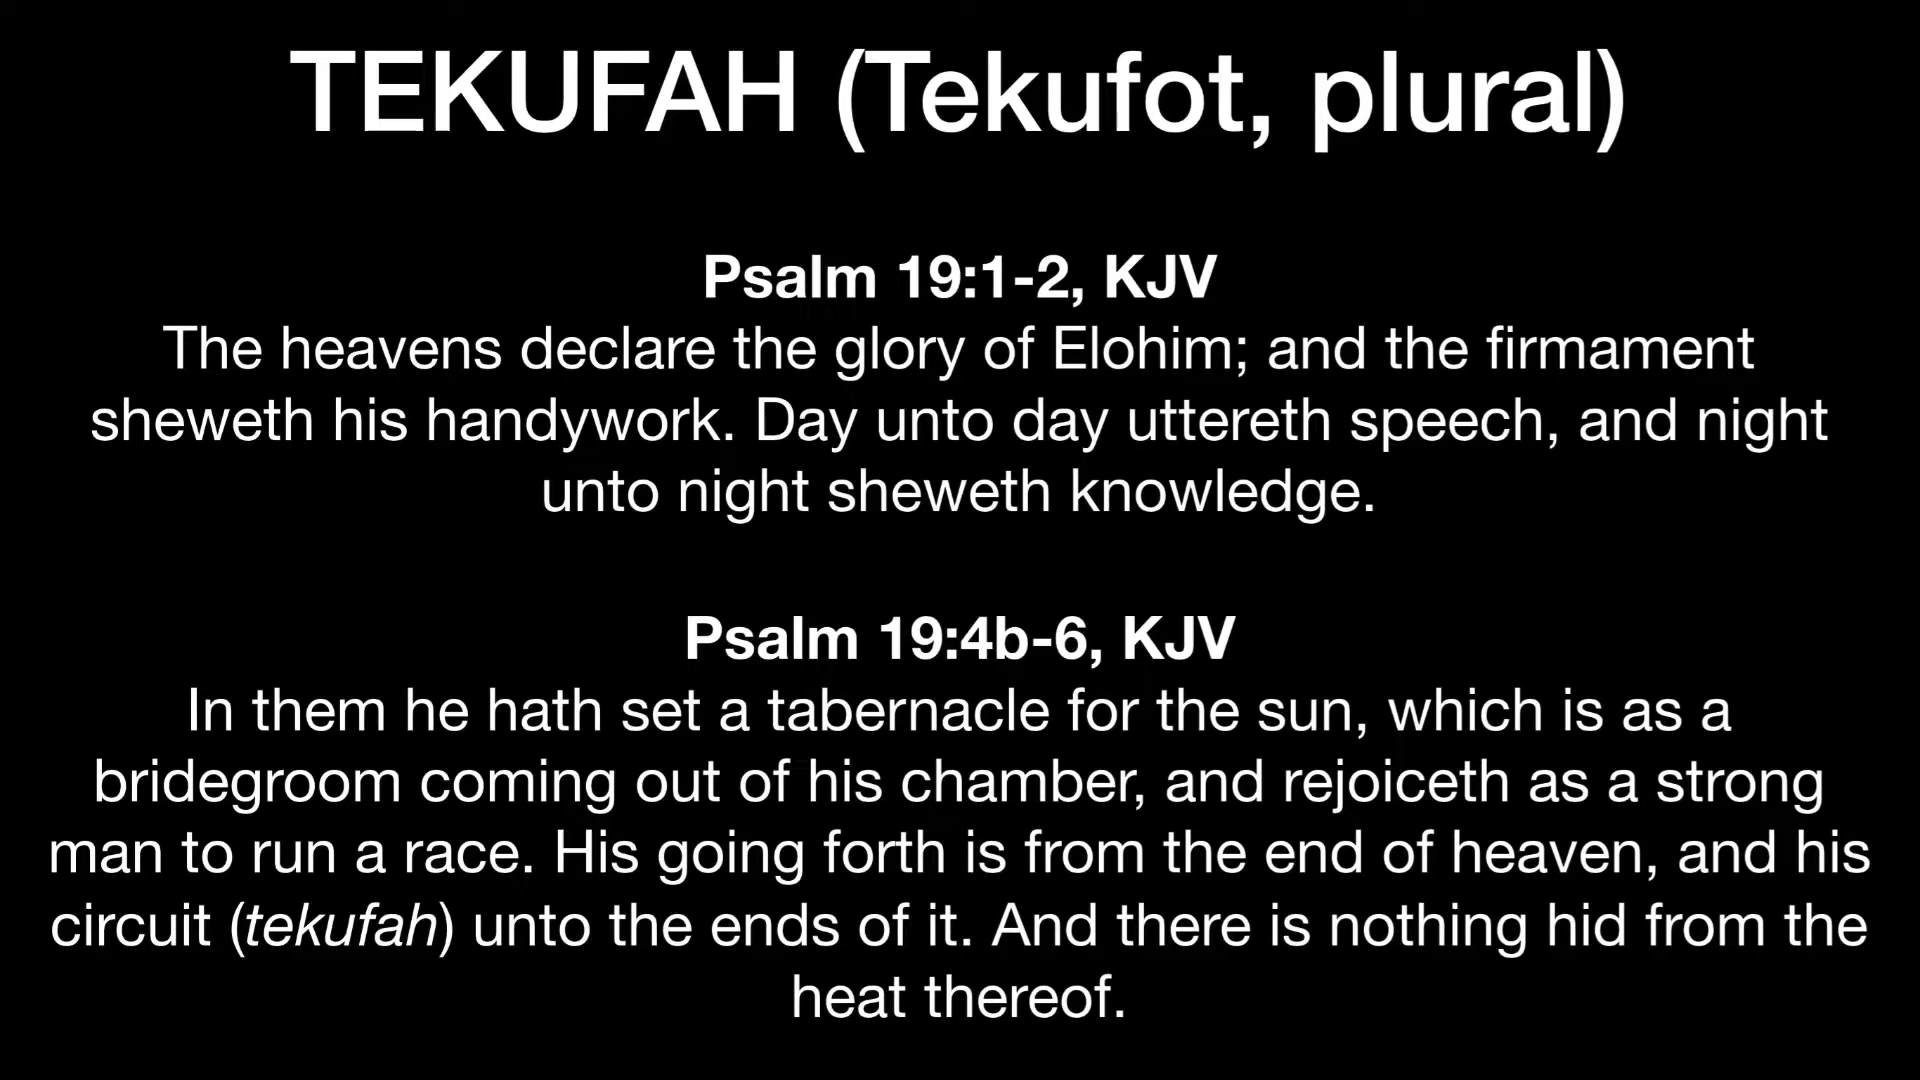 TEKUFAH (Tekufot, plural)
Psalm 19:1-2, KJV
The heavens declare the glory of Elohim; and the firmament
sheweth his handywork. Day unto day uttereth speech, and night
unto night sheweth knowledge.
Psalm 19:4b-6, KJV
In them he hath set a tabernacle for the sun, which is as a
bridegroom coming out of his chamber, and rejoiceth as a strong
man to run a race. His going forth is from the end of heaven, and his
circuit (tekufah) unto the ends of it. And there is nothing hid from the
heat thereof.